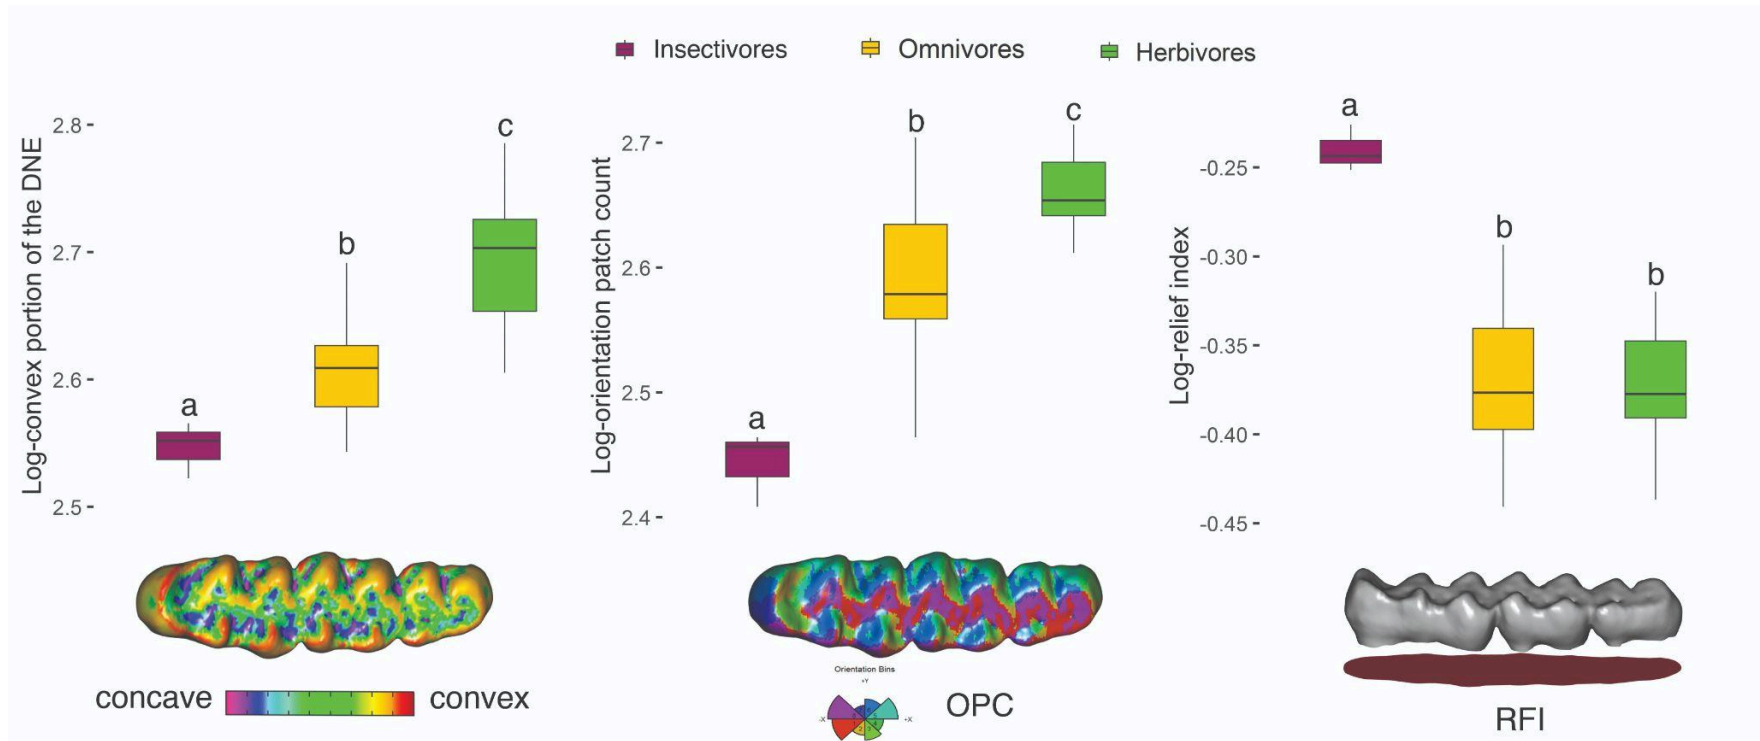 Insectivores
Omnivores
Herbivores
Log-convex portion of the DNE
2.8
2.7
2.6
2.5
a
b
c
concave
convex
Log-orientation patch count
2.7
2.6
2.5
2.4
a
b
c
Orientation Bins
+Y
-X
+X
OPC
Log-relief index
-0.25
-0.30
-0.35
-0.40
-0.45
a
b
b
RFI